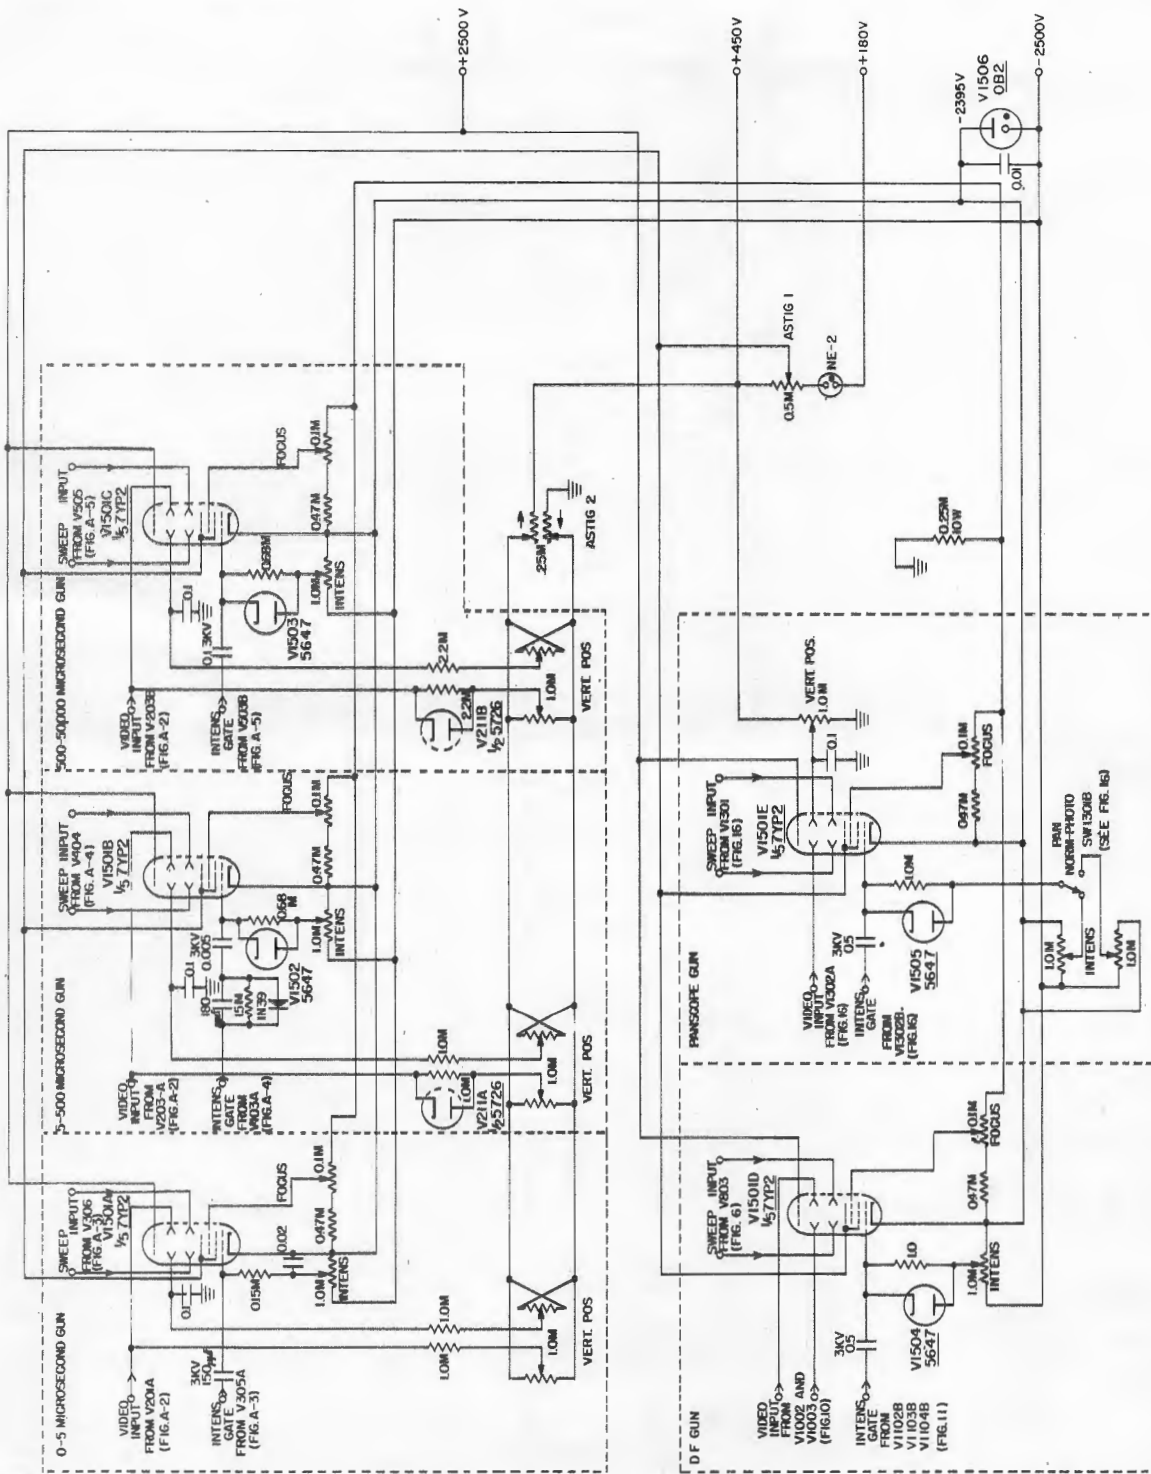 0-5 MICROSECOND GUN
VIDEO
INPUT
FROM V201A
(FIG.A-2)
INTENS
GATE
FROM V305A
(FIG.A-3)
3KV
150µµf
SWEEP INPUT
FROM V306
(FIG.A-3)
V1501A
1/5 7YP2
0.1
0.15M
0.02
1.0M
INTENS
0.47M
FOCUS
0.1M
1.0M
1.0M
1.0M
VERT. POS
5-500 MICROSECOND GUN
VIDEO
INPUT
FROM
V203-A
(FIG.A-2)
INTENS
GATE
FROM
V403A
(FIG.A-4)
SWEEP INPUT
FROM V404
(FIG. A-4)
V1501B
1/5 7YP2
180
.15M
1N39
0.1
3KV
0.005
0.68
M
V1502
5647
1.0M
INTENS
0.47M
FOCUS
0.1M
1.0M
1.0M
V211A
1/2 5726
1.0M
VERT. POS
500-50,000 MICROSECOND GUN
VIDEO
INPUT
FROM V203B
(FIG.A-2)
INTENS
GATE
FROM V503B
(FIG.A-5)
SWEEP INPUT
FROM V505
(FIG. A-5)
V1501C
1/5 7YP2
0.1
0.1 3KV
0.68M
V1503
5647
1.0M
INTENS
0.47M
FOCUS
0.1M
2.2M
2.2M
V211B
1/2 5726
1.0M
VERT. POS
.25M
ASTIG 2
+2500V
+450V
+180V
-2395V
V1506
OB2
0.01
-2500V
ASTIG 1
0.5M
NE-2
0.25M
10W
DF GUN
VIDEO
INPUT
FROM
V1002 AND
V1003
(FIG.10)
INTENS
GATE
FROM
V1102B
V1103B
V1104B
(FIG.11)
3KV
0.5
SWEEP INPUT
FROM V803
(FIG. 6)
V1501D
1/5 7YP2
V1504
5647
1.0
1.0M
INTENS
0.47M
0.1M
FOCUS
PANSCOPE GUN
VIDEO
INPUT
FROM V1302A
(FIG.16)
INTENS
GATE
FROM
V1302B.
(FIG.16)
3KV
0.5
SWEEP INPUT
FROM V1301
(FIG.16)
V1501E
1/5 7YP2
VERT POS.
1.0M
0.1
V1505
5647
1.0M
0.47M
0.1M
FOCUS
PAN
NORM-PHOTO
SW1301B
(SEE FIG. 16)
1.0M
INTENS
1.0M